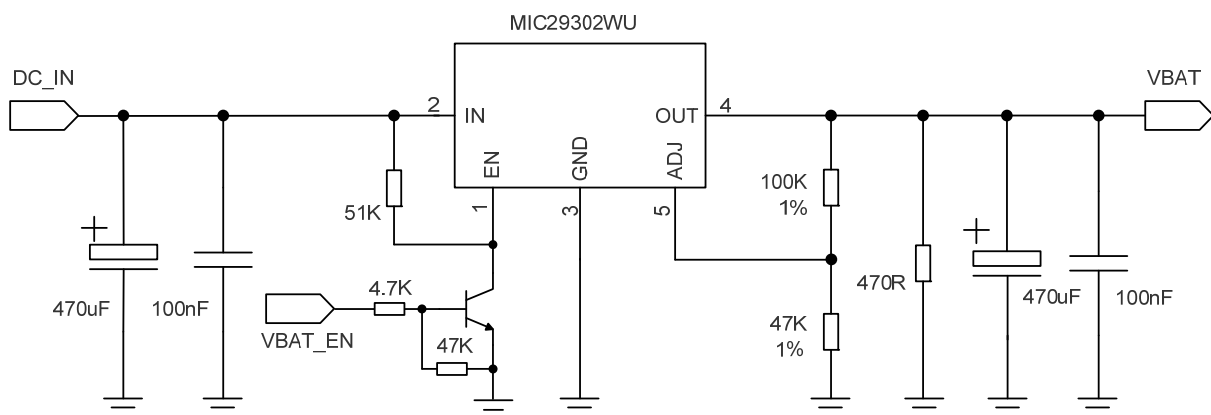 MIC29302WU
DC_IN
VBAT
2
IN
OUT
4
EN
GND
ADJ
1
3
5
51K
100K
1%
470uF
100nF
4.7K
VBAT_EN
47K
47K
1%
470R
470uF
100nF